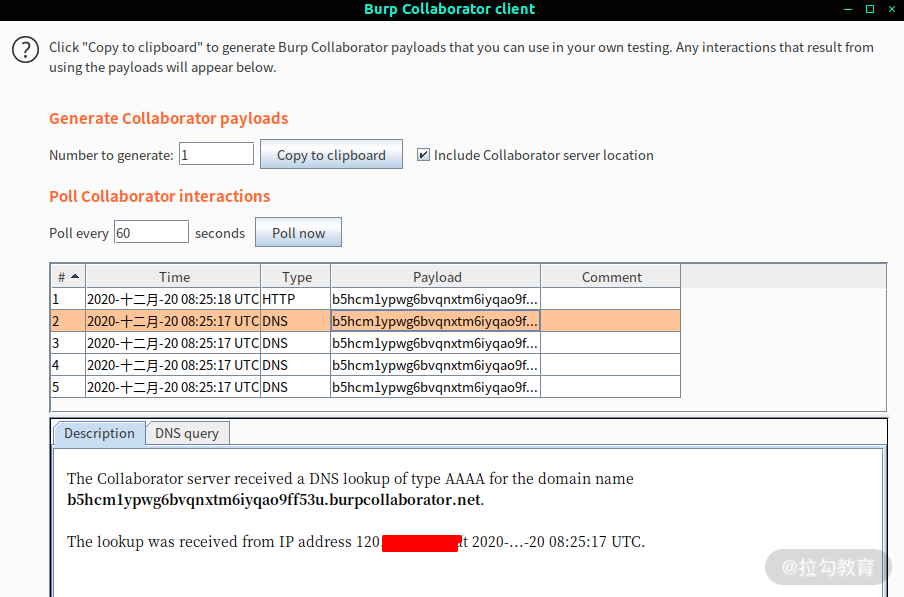 Burp Collaborator client
Click "Copy to clipboard" to generate Burp Collaborator payloads that you can use in your own testing. Any interactions that result from
using the payloads will appear below.
Generate Collaborator payloads
Number to generate: 1 Copy to clipboard Include Collaborator server location
Poll Collaborator interactions
Poll every 60 seconds Poll now
# Time Type Payload Comment
1 2020-十二月-20 08:25:18 UTC HTTP b5hcm1ypwg6bvqnxtm6iyqao9f...
2 2020-十二月-20 08:25:17 UTC DNS b5hcm1ypwg6bvqnxtm6iyqao9f...
3 2020-十二月-20 08:25:17 UTC DNS b5hcm1ypwg6bvqnxtm6iyqao9f...
4 2020-十二月-20 08:25:17 UTC DNS b5hcm1ypwg6bvqnxtm6iyqao9f...
5 2020-十二月-20 08:25:17 UTC DNS b5hcm1ypwg6bvqnxtm6iyqao9f...
Description DNS query
The Collaborator server received a DNS lookup of type AAAA for the domain name
b5hcm1ypwg6bvqnxtm6iyqao9ff53u.burpcollaborator.net.
The lookup was received from IP address 120 at 2020-...-20 08:25:17 UTC.
@拉勾教育